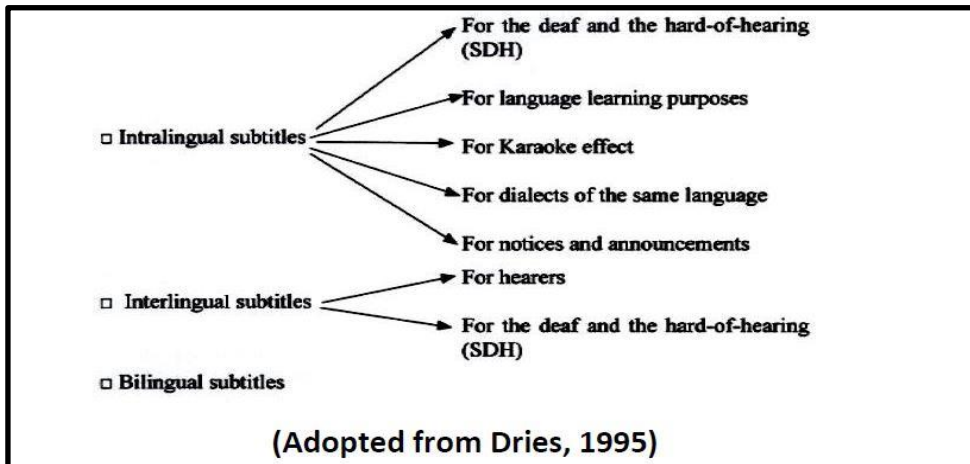 For the deaf and the hard-of-hearing
(SDH)
For language learning purposes
□ Intralingual subtitles
For Karaoke effect
For dialects of the same language
For notices and announcements
For hearers
□ Interlingual subtitles
For the deaf and the hard-of-hearing
(SDH)
□ Bilingual subtitles
(Adopted from Dries, 1995)